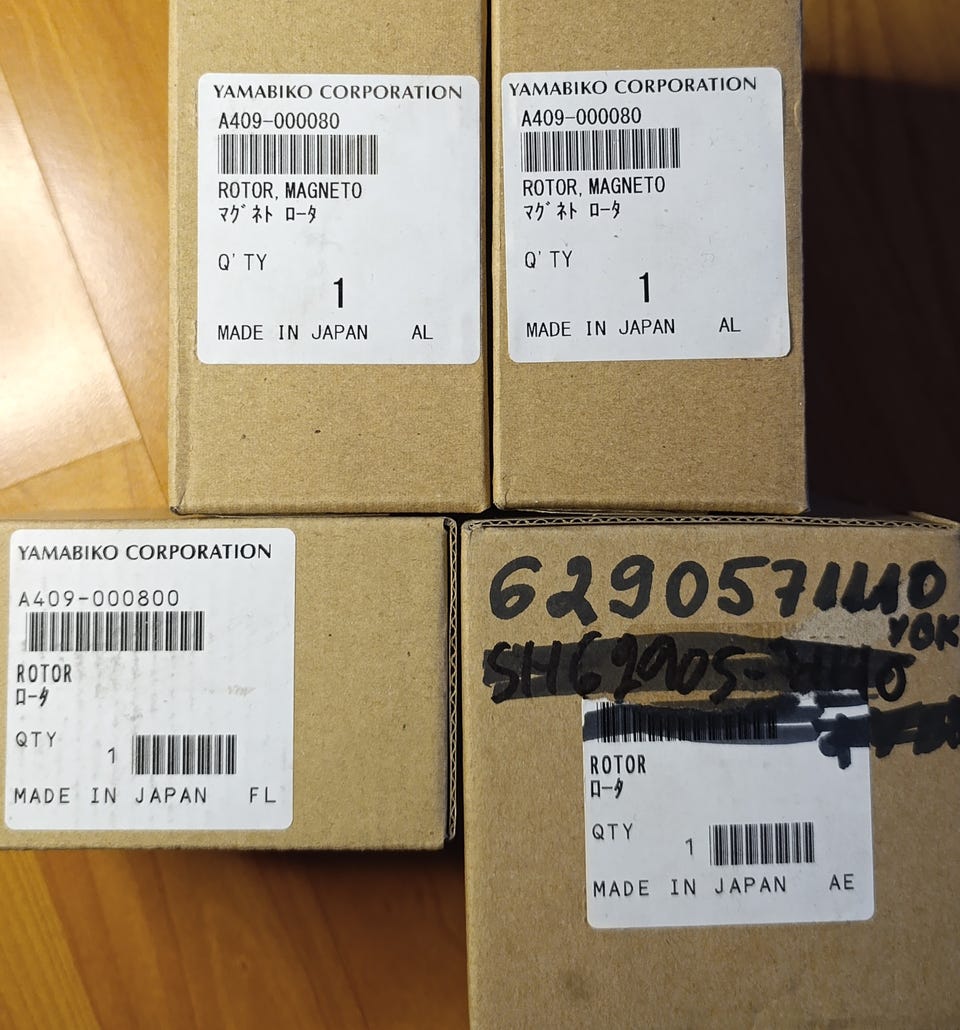 YAMABIKO CORPORATION
A409-000080
ROTOR, MAGNETO
マグネト ロータ
Q'TY
1
MADE IN JAPAN AL
YAMABIKO CORPORATION
A409-000080
ROTOR, MAGNETO
マグネト ロータ
Q'TY
1
MADE IN JAPAN AL
YAMABIKO CORPORATION
A409-000800
ROTOR
ロータ
QTY 1
MADE IN JAPAN FL
ROTOR
ロータ
QTY 1
MADE IN JAPAN AE